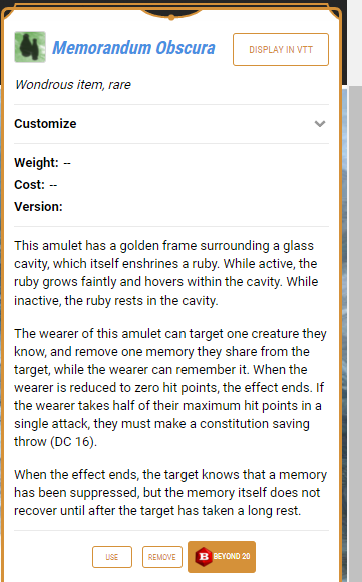 Memorandum Obscura
DISPLAY IN VTT
Wondrous item, rare
Customize
Weight: --
Cost: --
Version:
This amulet has a golden frame surrounding a glass
cavity, which itself enshrines a ruby. While active, the
ruby grows faintly and hovers within the cavity. While
inactive, the ruby rests in the cavity.
The wearer of this amulet can target one creature they
know, and remove one memory they share from the
target, while the wearer can remember it. When the
wearer is reduced to zero hit points, the effect ends. If
the wearer takes half of their maximum hit points in a
single attack, they must make a constitution saving
throw (DC 16).
When the effect ends, the target knows that a memory
has been suppressed, but the memory itself does not
recover until after the target has taken a long rest.
USE
REMOVE
BEYOND 20